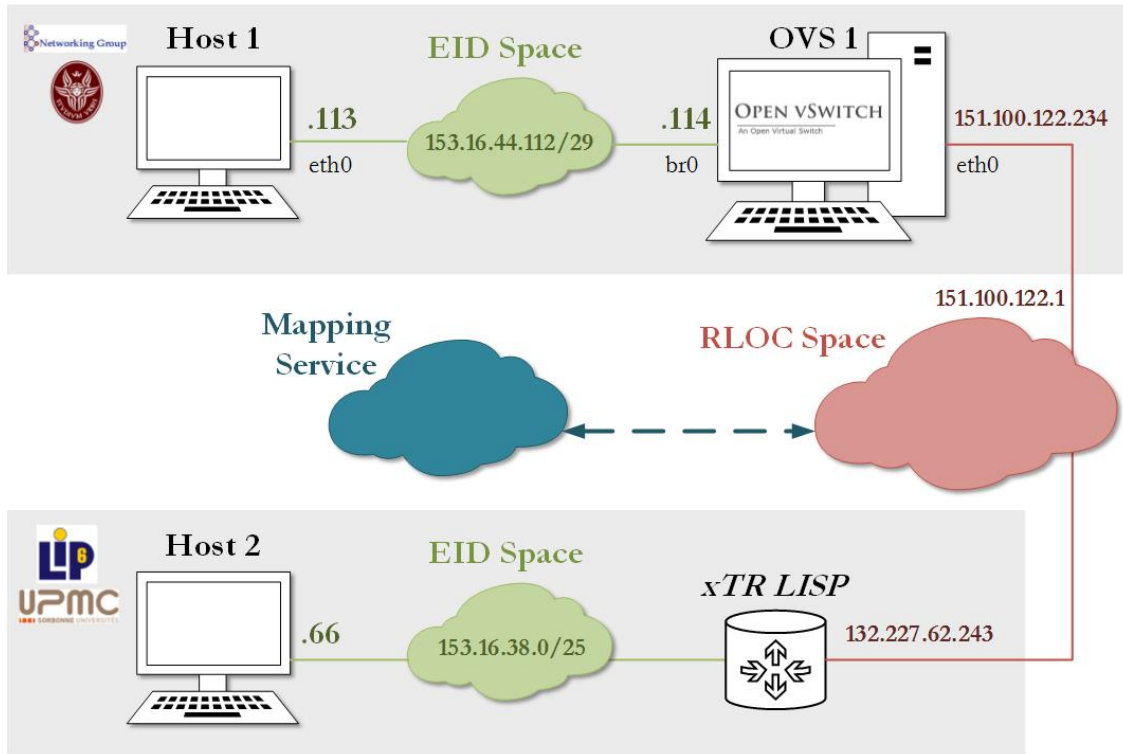 Networking Group
Host 1
EID Space
OVS 1
.113
eth0
153.16.44.112/29
.114
br0
OPEN VSWITCH
An Open Virtual Switch
151.100.122.234
eth0
151.100.122.1
Mapping
Service
RLOC Space
LIP6
UPMC
SORBONNE UNIVERSITÉS
Host 2
EID Space
xTR LISP
.66
153.16.38.0/25
132.227.62.243